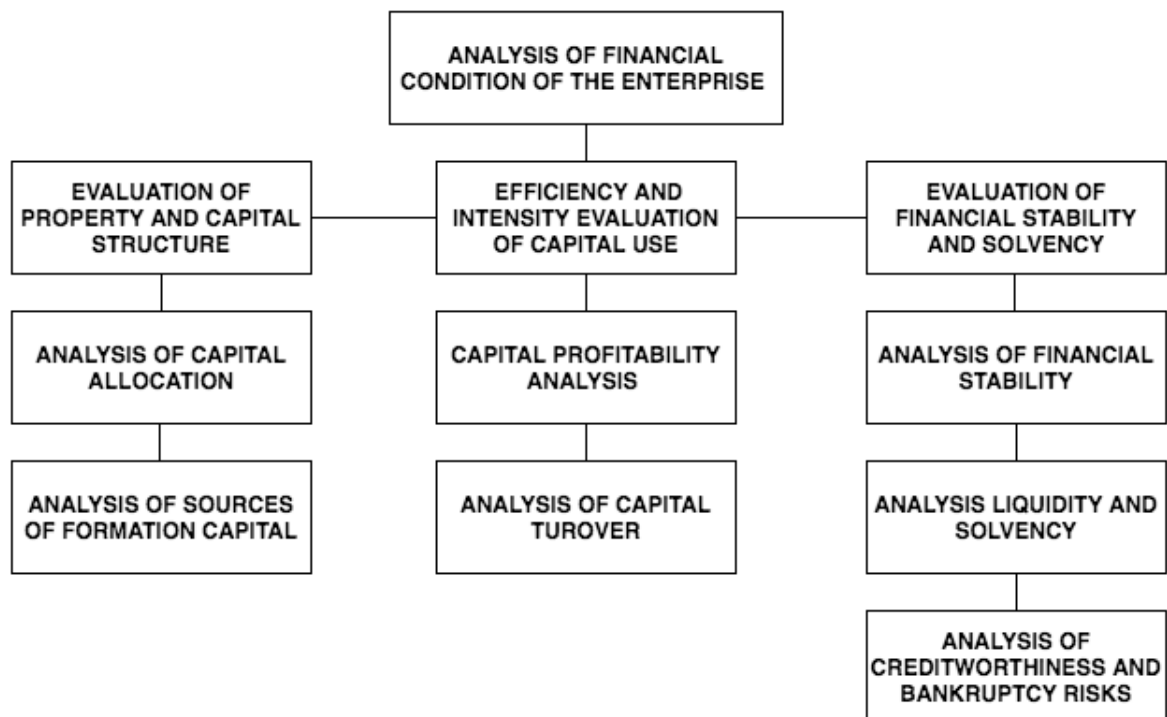 ANALYSIS OF FINANCIAL
CONDITION OF THE ENTERPRISE
EVALUATION OF
PROPERTY AND CAPITAL
STRUCTURE
EFFICIENCY AND
INTENSITY EVALUATION
OF CAPITAL USE
EVALUATION OF
FINANCIAL STABILITY
AND SOLVENCY
ANALYSIS OF CAPITAL
ALLOCATION
CAPITAL PROFITABILITY
ANALYSIS
ANALYSIS OF FINANCIAL
STABILITY
ANALYSIS OF SOURCES
OF FORMATION CAPITAL
ANALYSIS OF CAPITAL
TUROVER
ANALYSIS LIQUIDITY AND
SOLVENCY
ANALYSIS OF
CREDITWORTHINESS AND
BANKRUPTCY RISKS